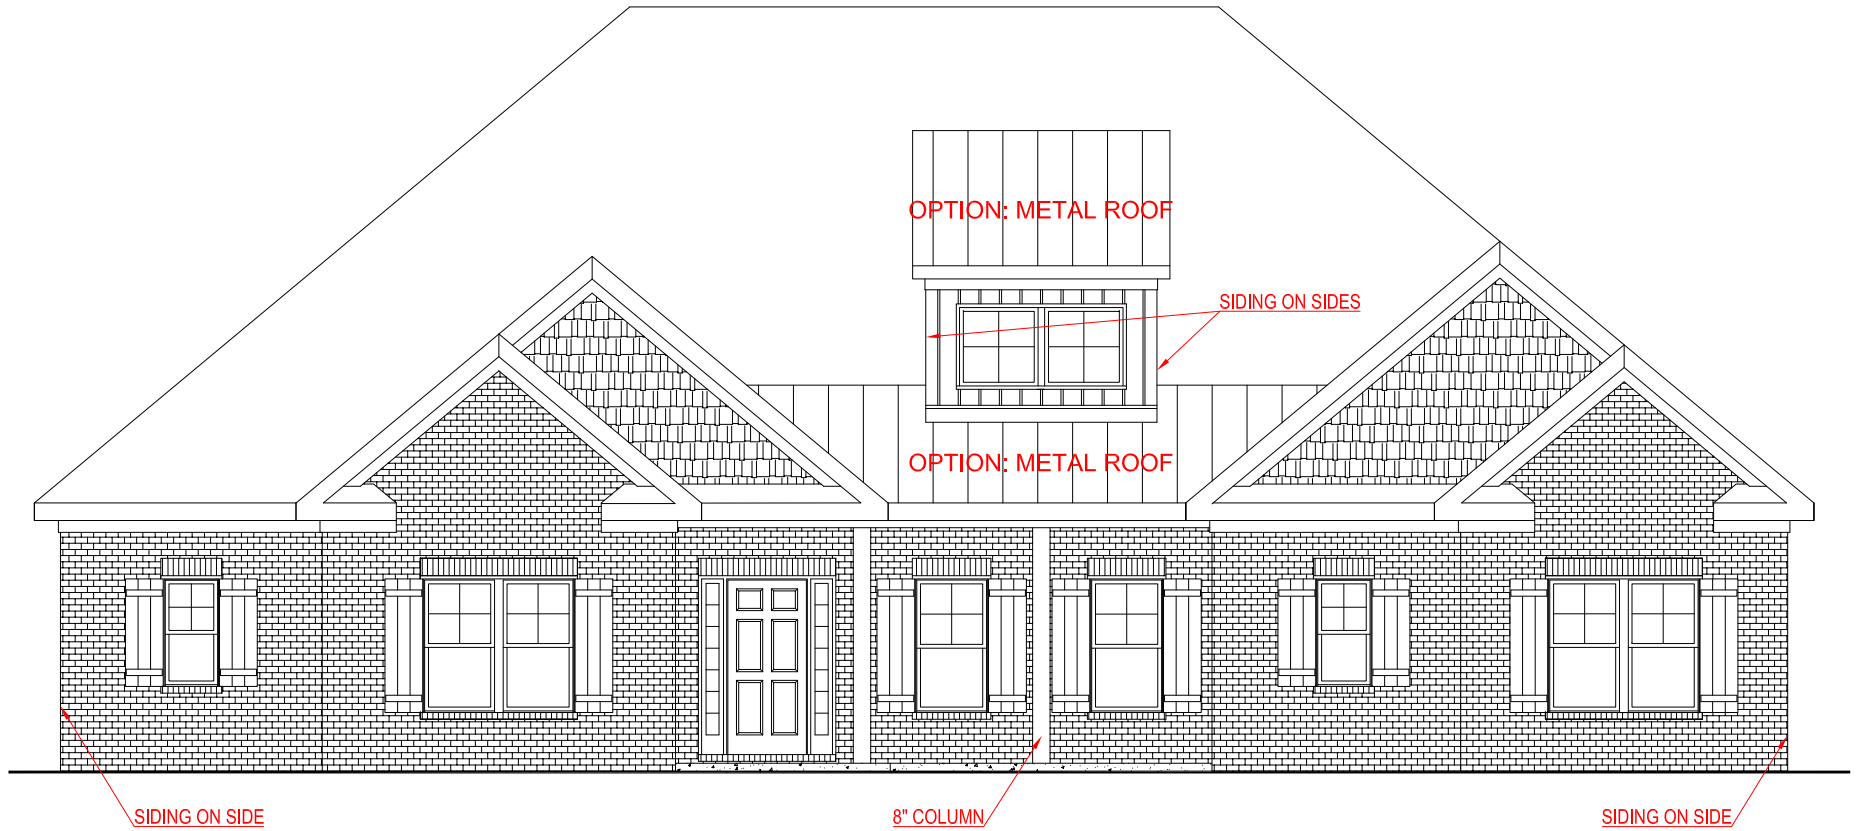 OPTION: METAL ROOF
SIDING ON SIDES
OPTION: METAL ROOF
SIDING ON SIDE
8" COLUMN
SIDING ON SIDE